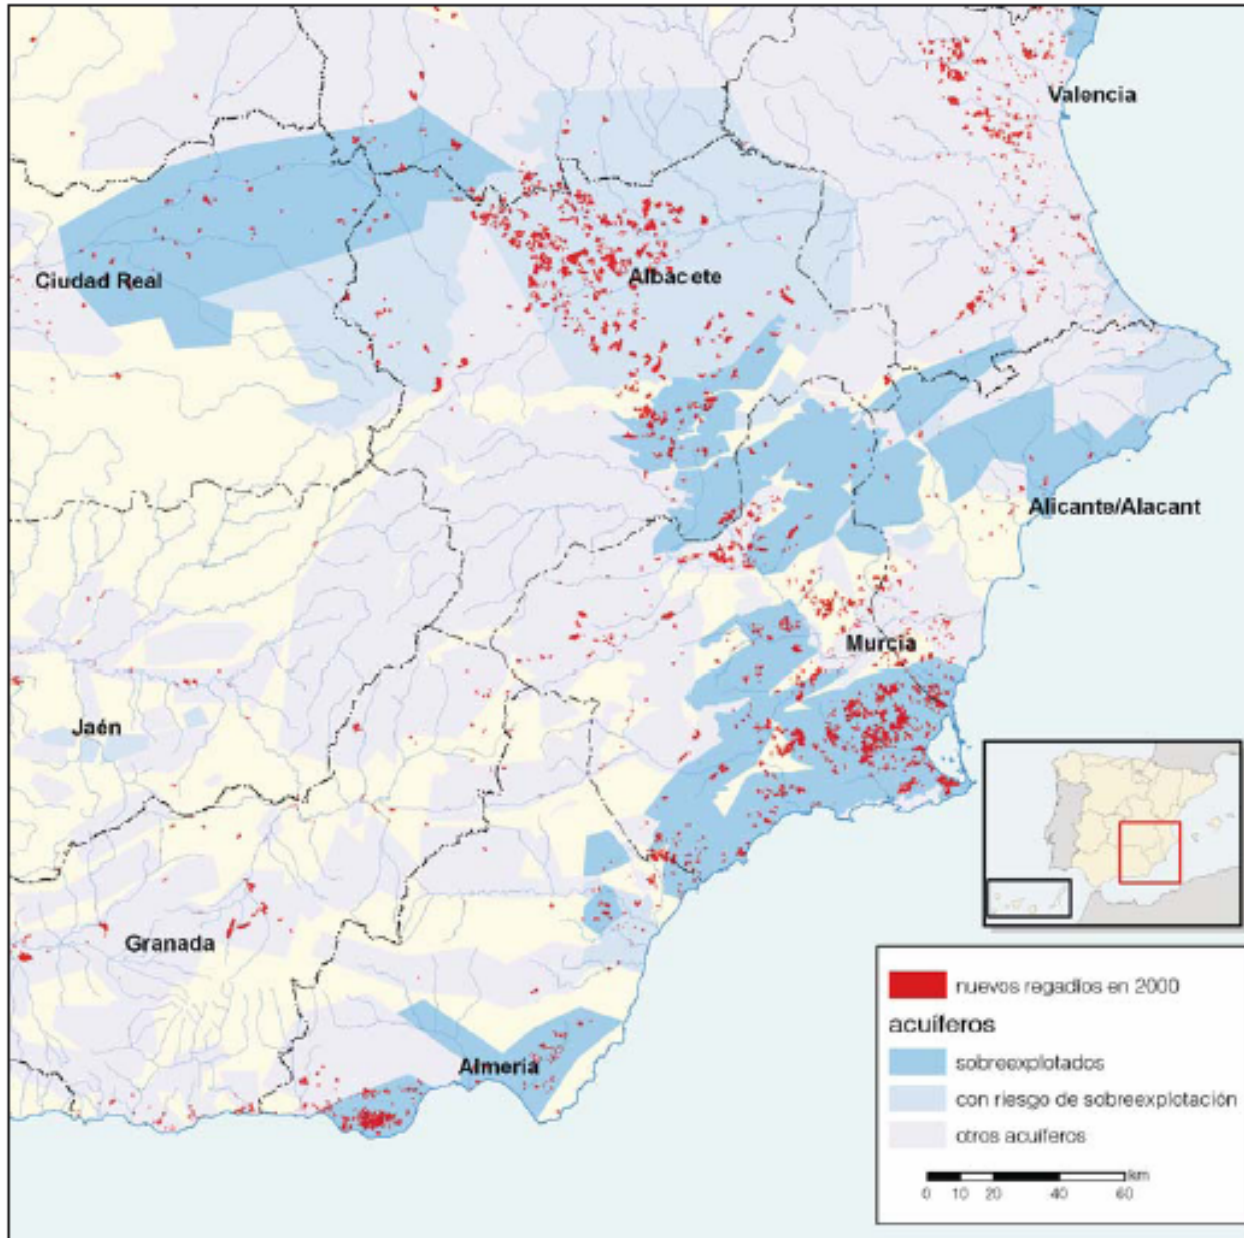 Valencia
Ciudad Real
Albacete
Alicante/Alacant
Murcia
Jaén
Granada
Almería
nuevos regadíos en 2000
acuíferos
sobreexplotados
con riesgo de sobreexplotación
otros acuíferos
km
0 10 20 40 60